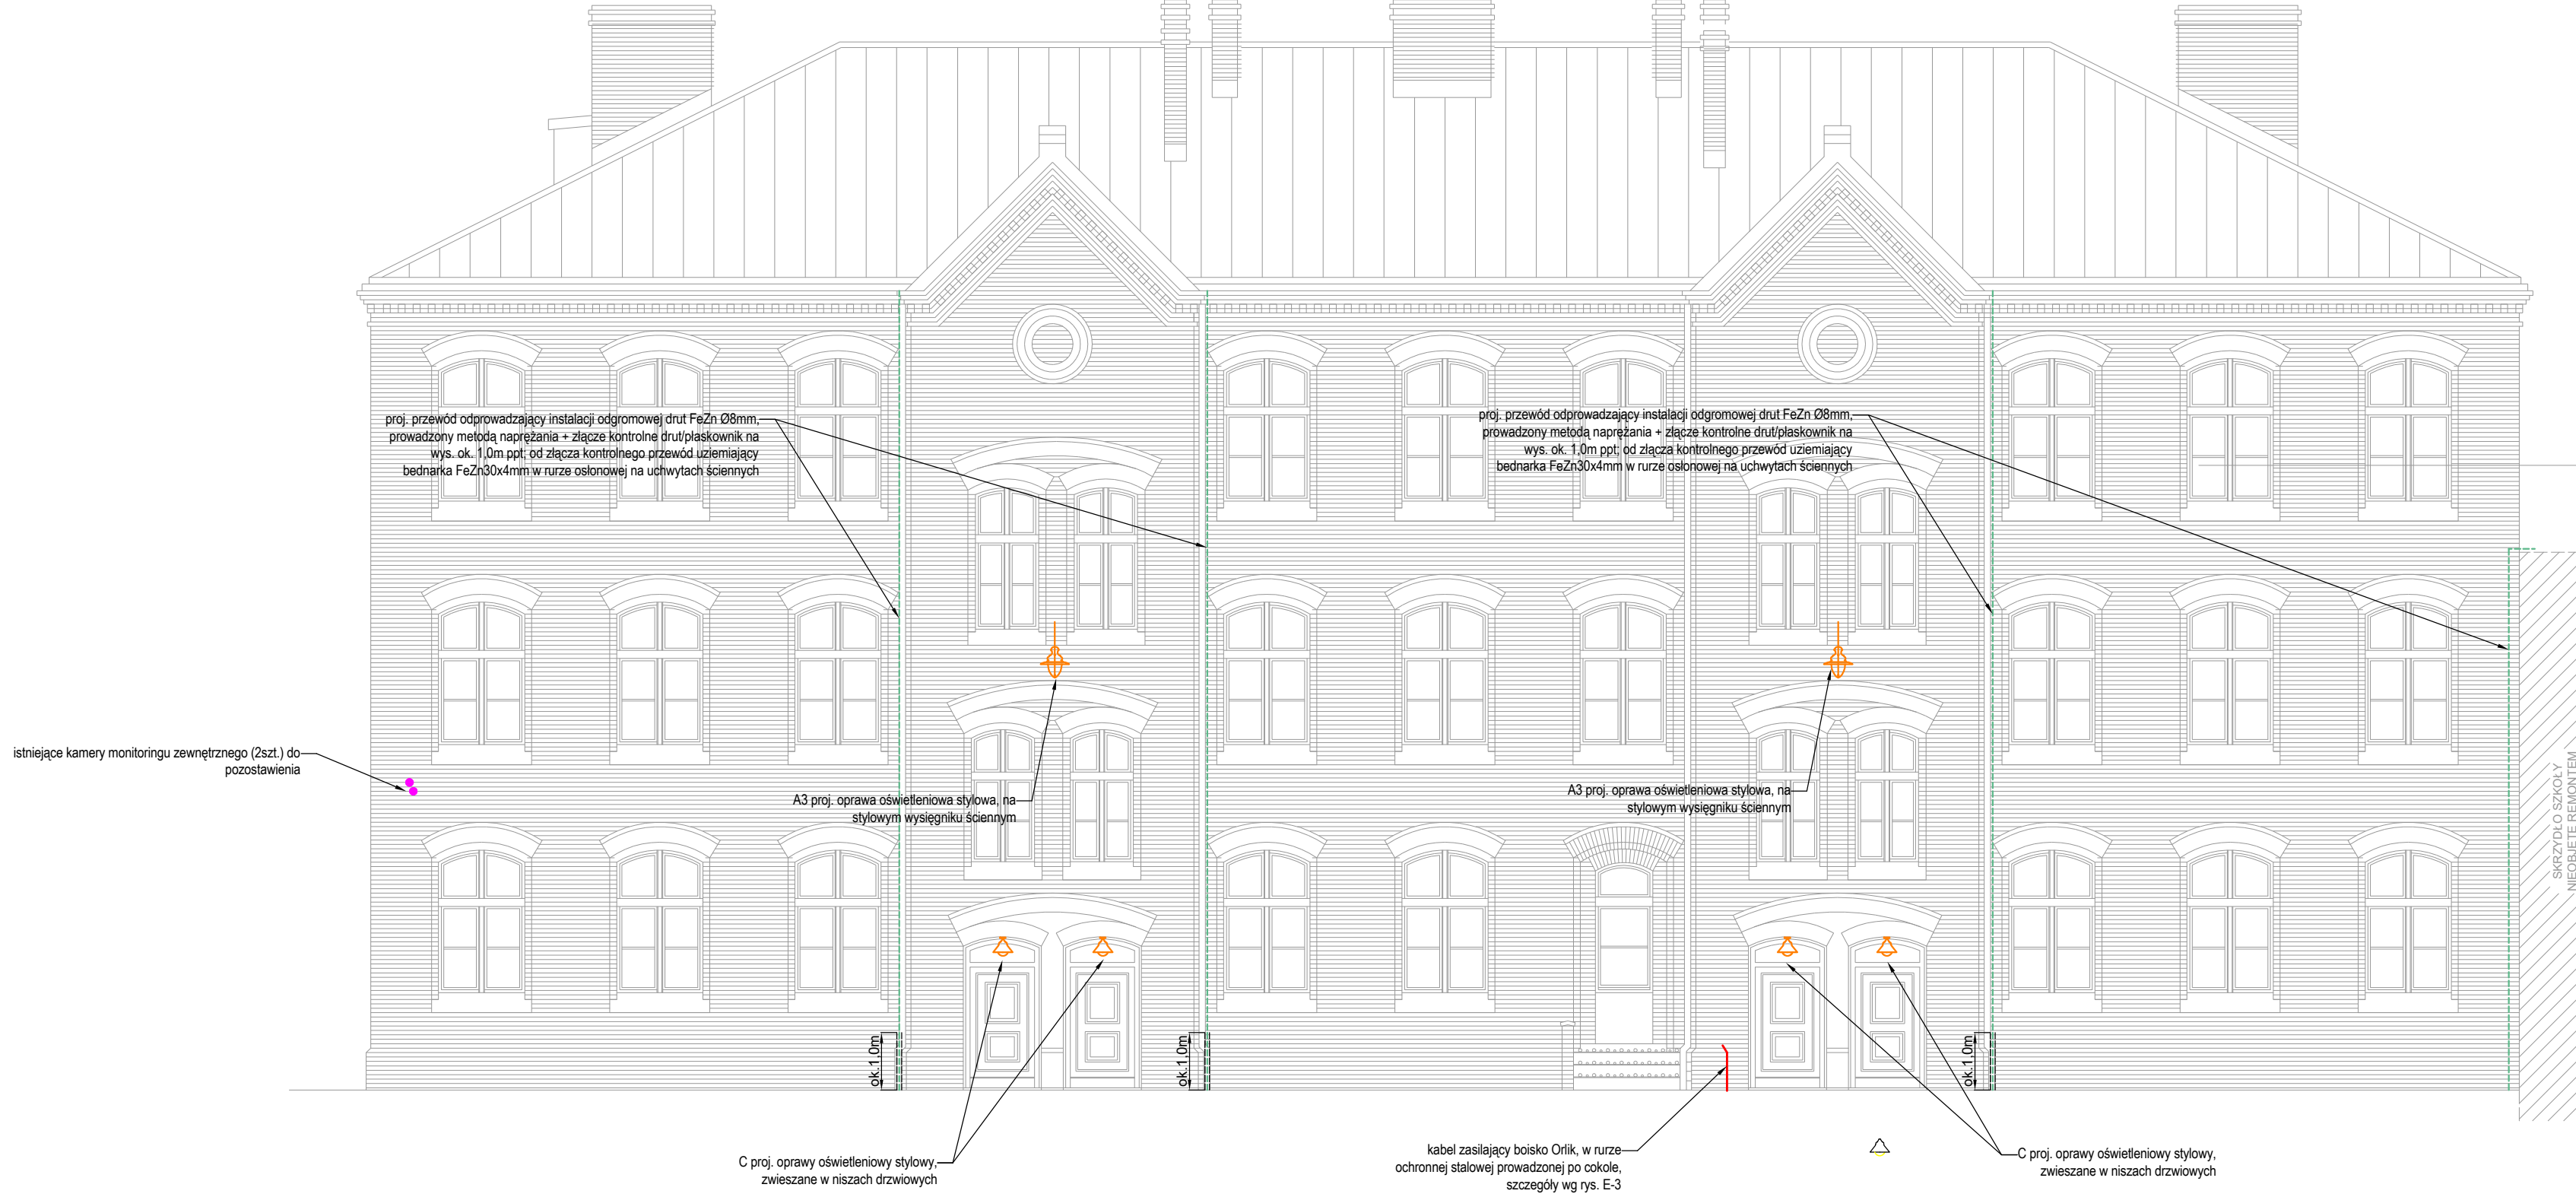 proj. przewód odprowadzający instalacji odgromowej drut FeZn Ø8mm,
prowadzony metodą naprężania + złącze kontrolne drut/płaskownik na
wys. ok. 1,0m ppt; od złącza kontrolnego przewód uziemiający
bednarka FeZn30x4mm w rurze osłonowej na uchwytach ściennych
proj. przewód odprowadzający instalacji odgromowej drut FeZn Ø8mm,
prowadzony metodą naprężania + złącze kontrolne drut/płaskownik na
wys. ok. 1,0m ppt; od złącza kontrolnego przewód uziemiający
bednarka FeZn30x4mm w rurze osłonowej na uchwytach ściennych
istniejące kamery monitoringu zewnętrznego (2szt.) do
pozostawienia
A3 proj. oprawa oświetleniowa stylowa, na
stylowym wysięgniku ściennym
A3 proj. oprawa oświetleniowa stylowa, na
stylowym wysięgniku ściennym
SKRZYDŁO SZKOŁY
NIEOBJĘTE REMONTEM
ok.1,0m
ok.1,0m
ok.1,0m
C proj. oprawy oświetleniowy stylowy,
zwieszane w niszach drzwiowych
kabel zasilający boisko Orlik, w rurze
ochronnej stalowej prowadzonej po cokole,
szczegóły wg rys. E-3
C proj. oprawy oświetleniowy stylowy,
zwieszane w niszach drzwiowych